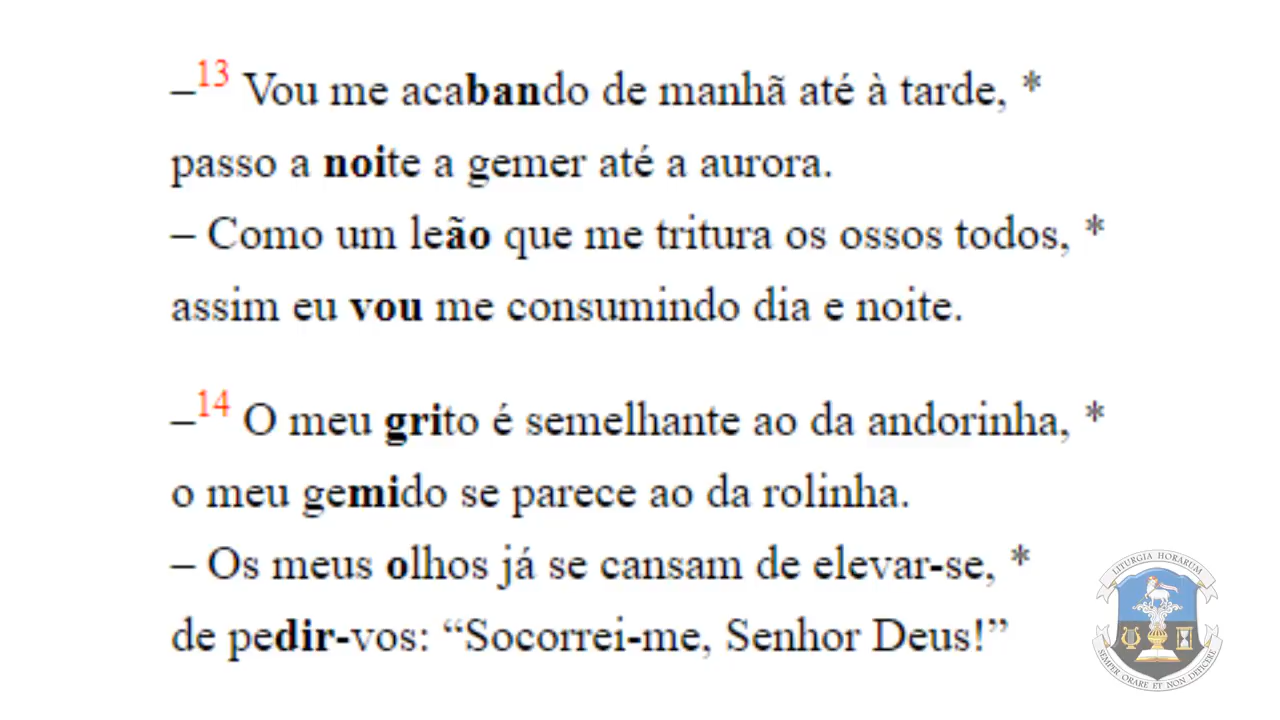 –13 Vou me acabando de manhã até à tarde, *
passo a noite a gemer até a aurora.
– Como um leão que me tritura os ossos todos, *
assim eu vou me consumindo dia e noite.
–14 O meu grito é semelhante ao da andorinha, *
o meu gemido se parece ao da rolinha.
– Os meus olhos já se cansam de elevar-se, *
de pedir-vos: “Socorrei-me, Senhor Deus!”
LITURGIA HORARUM
SEMPER ORARE ET NON DEFICERE